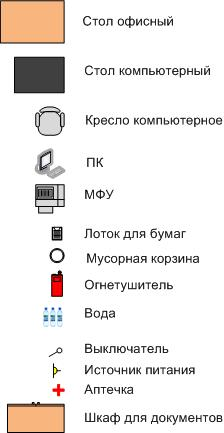 Стол офисный
Стол компьютерный
Кресло компьютерное
ПК
МФУ
Лоток для бумаг
Мусорная корзина
Огнетушитель
Вода
Выключатель
Источник питания
Аптечка
Шкаф для документов